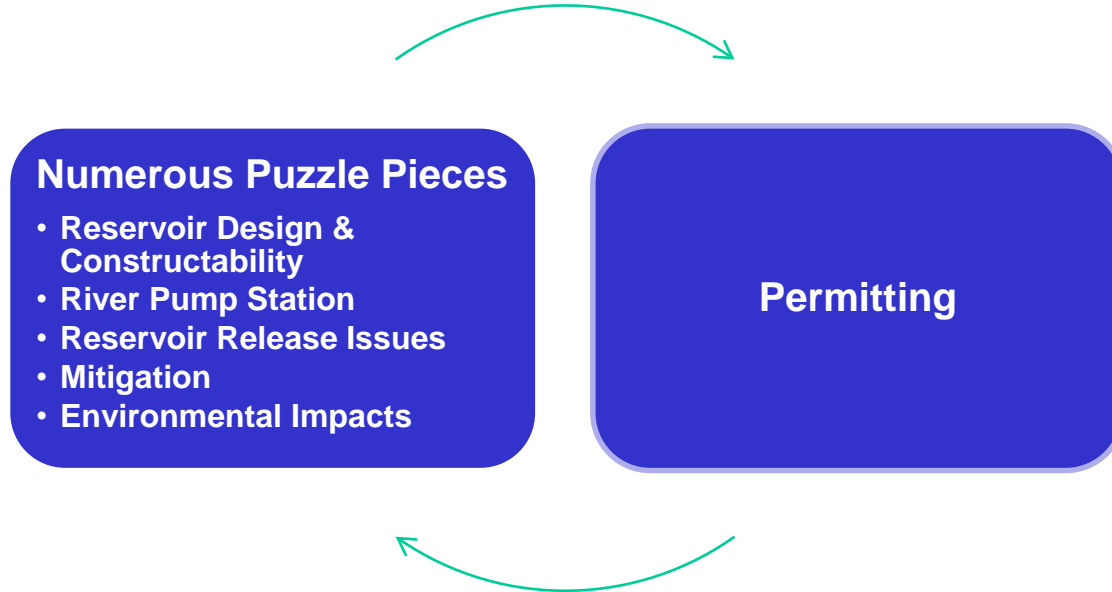 Numerous Puzzle Pieces
• Reservoir Design &
Constructability
• River Pump Station
• Reservoir Release Issues
• Mitigation
• Environmental Impacts
Permitting